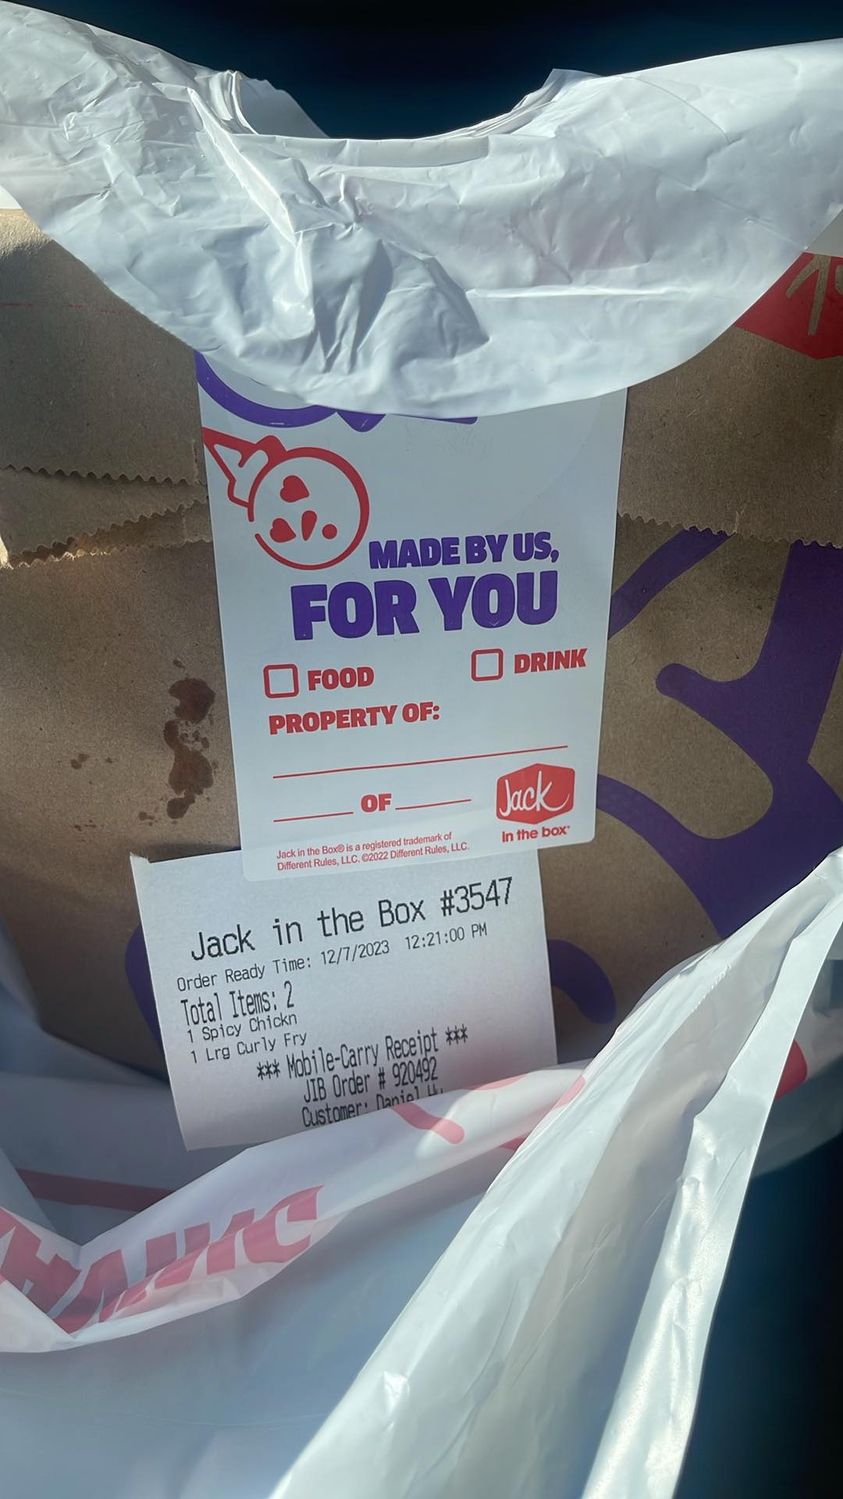 MADE BY US,
FOR YOU
FOOD
DRINK
PROPERTY OF:
OF
Jack
in the box®
Jack in the Box® is a registered trademark of
Different Rules, LLC. ©2022 Different Rules, LLC.
Jack in the Box #3547
Order Ready Time: 12/7/2023 12:21:00 PM
Total Items: 2
1 Spicy Chickn
1 Lrg Curly Fry
*** Mobile-Carry Receipt ***
JIB Order # 920492
Customer: Daniel